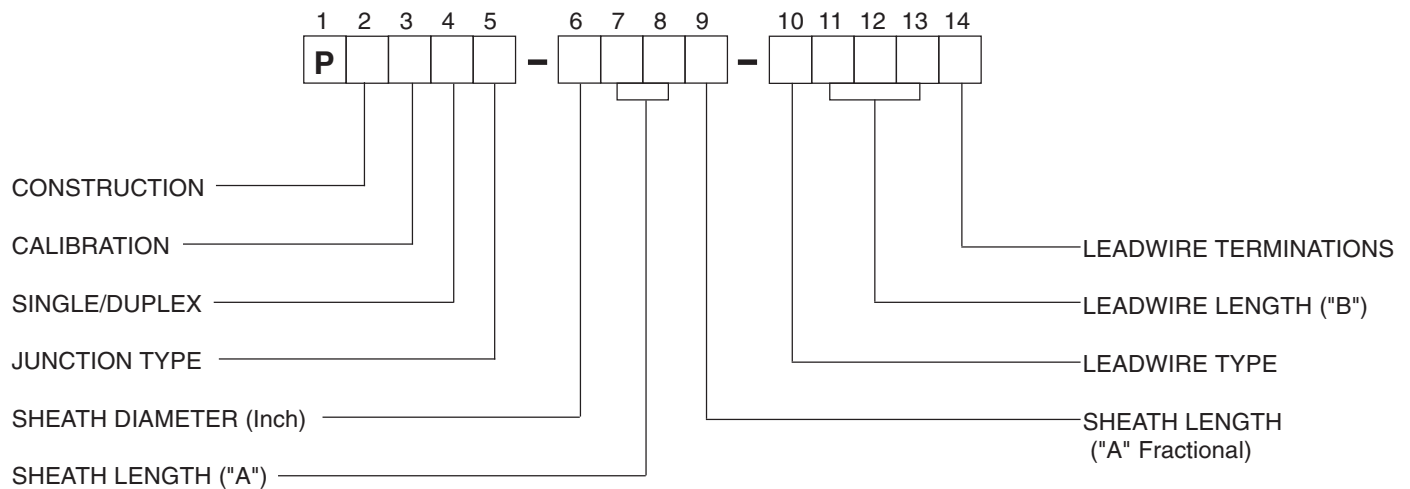 1 2 3 4 5 6 7 8 9 10 11 12 13 14
P - -
CONSTRUCTION
CALIBRATION
LEADWIRE TERMINATIONS
SINGLE/DUPLEX
LEADWIRE LENGTH ("B")
JUNCTION TYPE
LEADWIRE TYPE
SHEATH DIAMETER (Inch)
SHEATH LENGTH
("A" Fractional)
SHEATH LENGTH ("A")